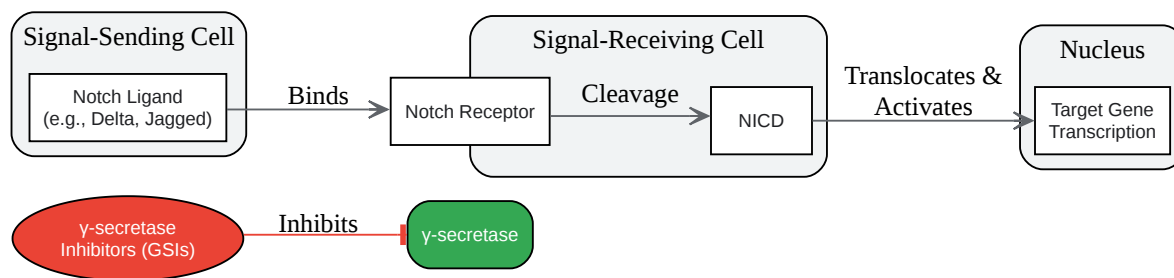 Signal-Sending Cell
Notch Ligand
(e.g., Delta, Jagged)
Binds
Notch Receptor
Signal-Receiving Cell
Cleavage
NICD
Translocates &
Activates
Nucleus
Target Gene
Transcription
γ-secretase
Inhibitors (GSIs)
Inhibits
γ-secretase